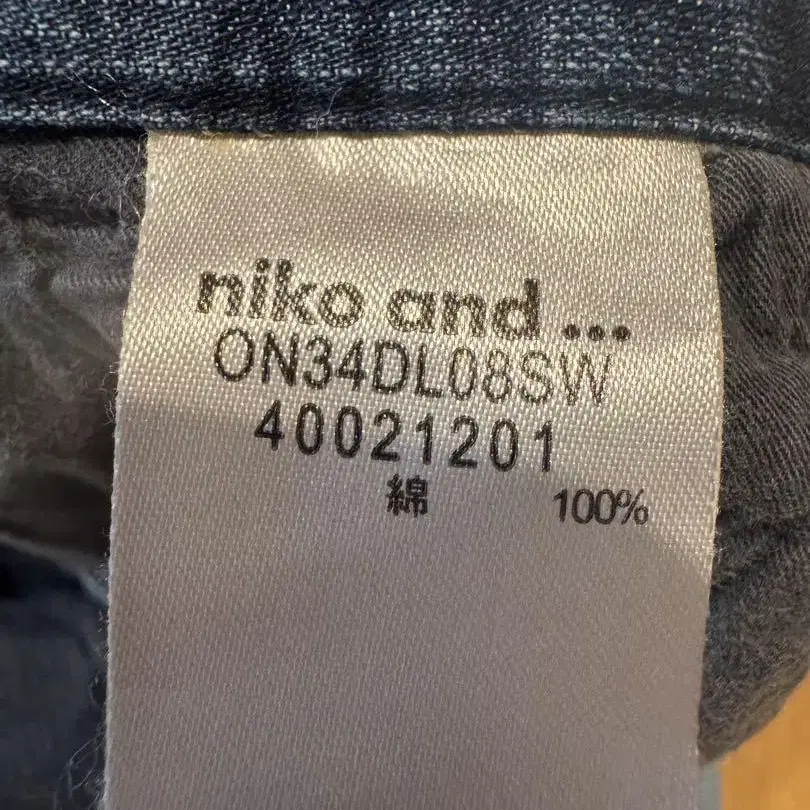 niko and ...
ON34DL08SW
40021201
綿 100%